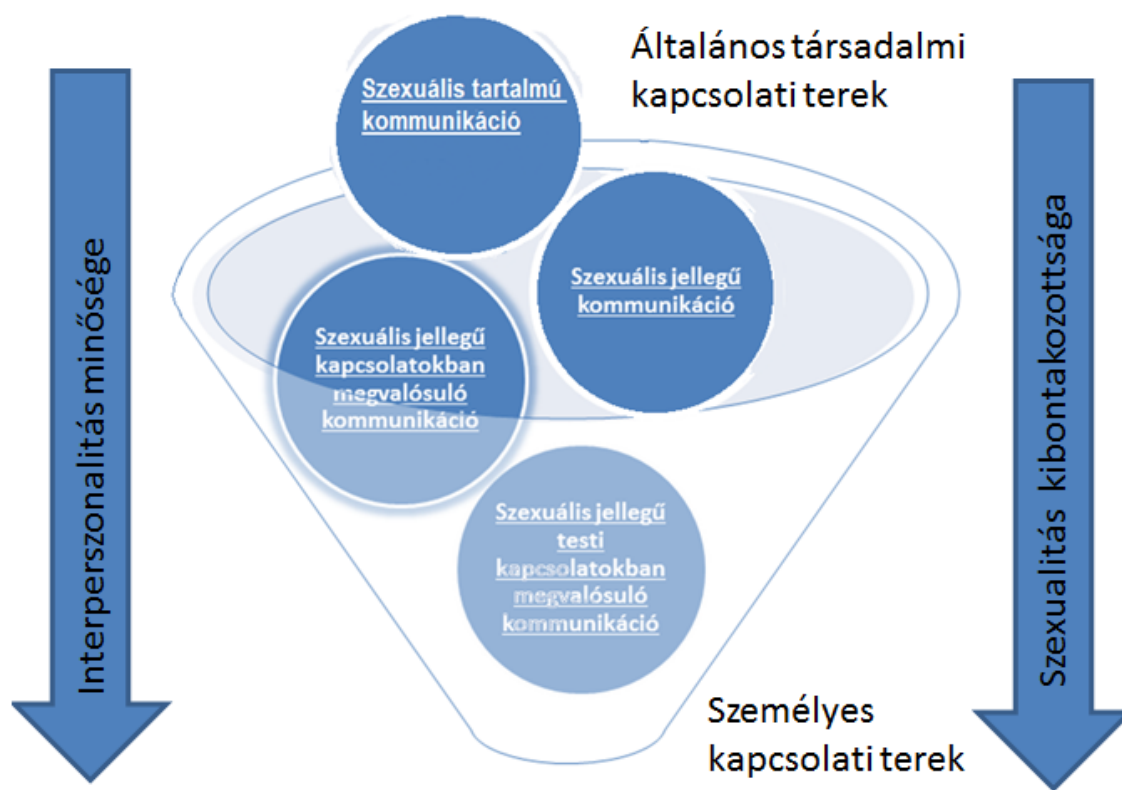 Általános társadalmi
kapcsolati terek
Szexuális tartalmú
kommunikáció
Szexuális jellegű
kommunikáció
Szexuális jellegű
kapcsolatokban
megvalósuló
kommunikáció
Szexuális jellegű
testi
kapcsolatokban
megvalósuló
kommunikáció
Személyes
kapcsolati terek
Interperszonalitás minősége
Szexualitás kibontakozottsága